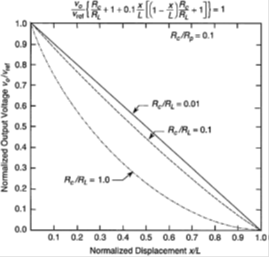 v_o/v_ref {R_c/R_L + 1 + 0.1 x/L [(1 - x/L) R_c/R_L + 1]} = 1
R_c/R_p = 0.1
Normalized Output Voltage v_o/v_ref
1.0
0.9
0.8
0.7
0.6
0.5
0.4
0.3
0.2
0.1
0.0
R_c/R_L = 0.01
R_c/R_L = 0.1
R_c/R_L = 1.0
0.1 0.2 0.3 0.4 0.5 0.6 0.7 0.8 0.9 1.0
Normalized Displacement x/L